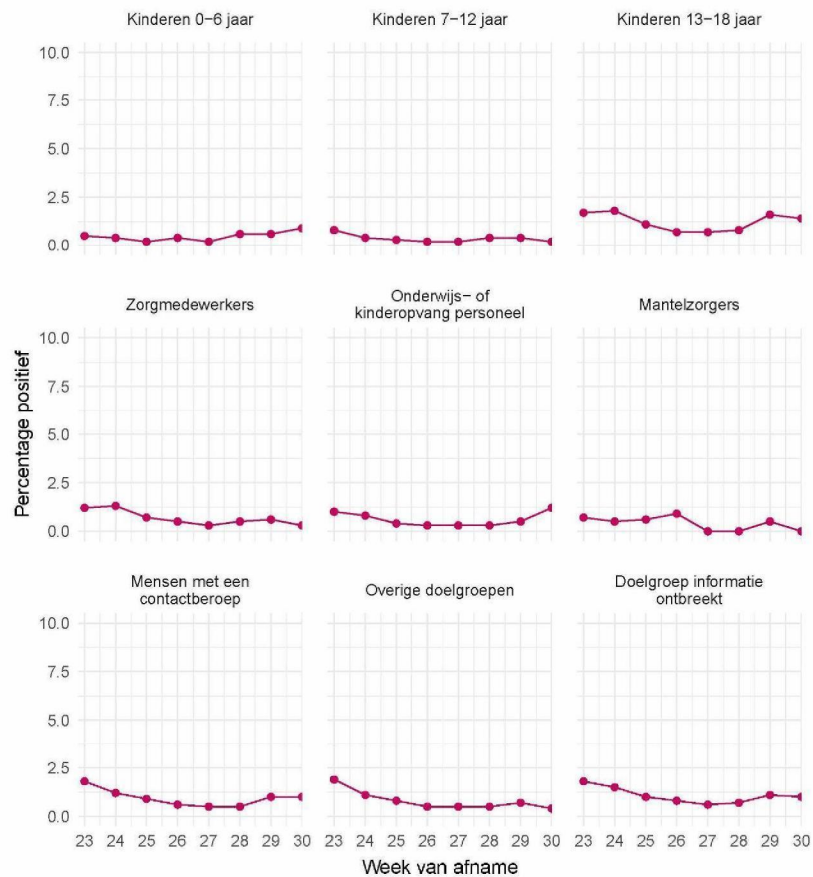 Kinderen 0−6 jaar
Kinderen 7−12 jaar
Kinderen 13−18 jaar
10.0
7.5
5.0
2.5
0.0
Zorgmedewerkers
Onderwijs− of
kinderopvang personeel
Mantelzorgers
10.0
7.5
5.0
2.5
0.0
Percentage positief
Mensen met een
contactberoep
Overige doelgroepen
Doelgroep informatie
ontbreekt
10.0
7.5
5.0
2.5
0.0
23 24 25 26 27 28 29 30
23 24 25 26 27 28 29 30
23 24 25 26 27 28 29 30
Week van afname